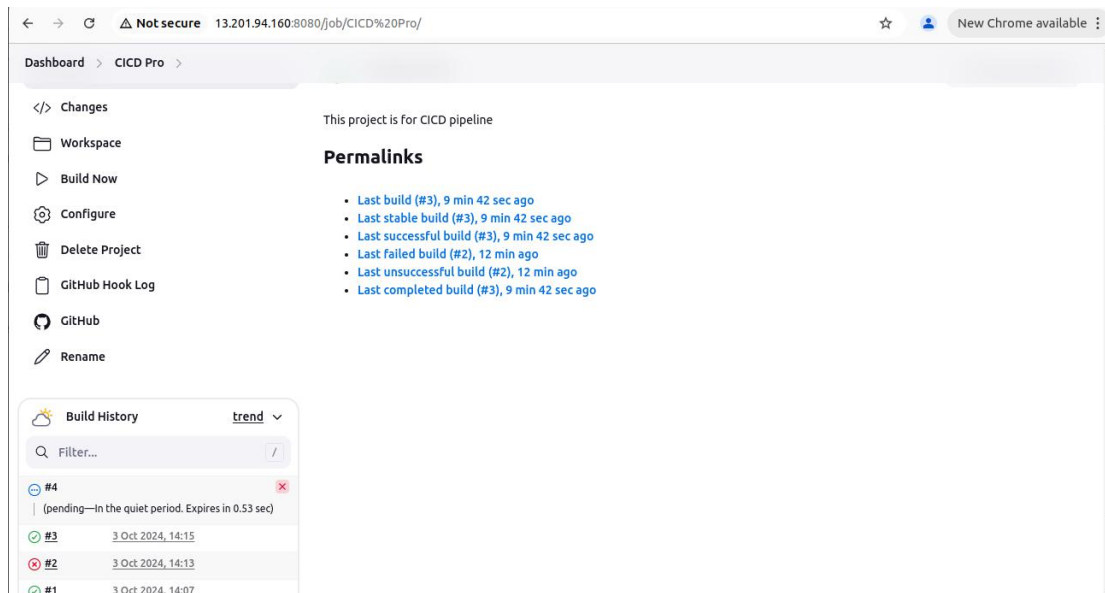 Not secure 13.201.94.160:8080/job/CICD%20Pro/ New Chrome available
Dashboard > CICD Pro >
</> Changes
Workspace
Build Now
Configure
Delete Project
GitHub Hook Log
GitHub
Rename
This project is for CICD pipeline
Permalinks
• Last build (#3), 9 min 42 sec ago
• Last stable build (#3), 9 min 42 sec ago
• Last successful build (#3), 9 min 42 sec ago
• Last failed build (#2), 12 min ago
• Last unsuccessful build (#2), 12 min ago
• Last completed build (#3), 9 min 42 sec ago
Build History trend
Filter... /
#4
(pending—In the quiet period. Expires in 0.53 sec)
#3 3 Oct 2024, 14:15
#2 3 Oct 2024, 14:13
#1 3 Oct 2024, 14:07